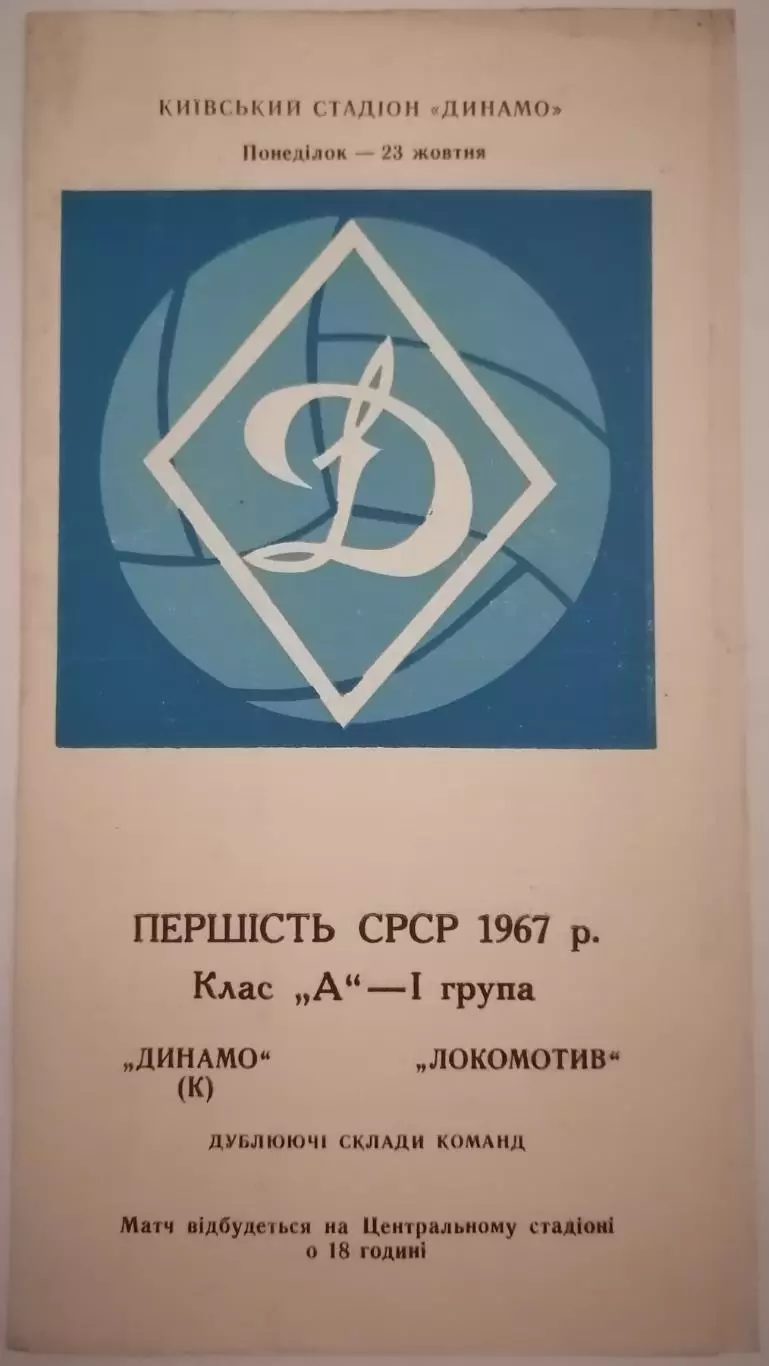 КИЇВСЬКИЙ СТАДІОН «ДИНАМО»
Понеділок — 23 жовтня
Д
ПЕРШІСТЬ СРСР 1967 р.
Клас „А“ — І група
„ДИНАМО“ „ЛОКОМОТИВ“
(К)
ДУБЛЮЮЧІ СКЛАДИ КОМАНД
Матч відбудеться на Центральному стадіоні
о 18 годині